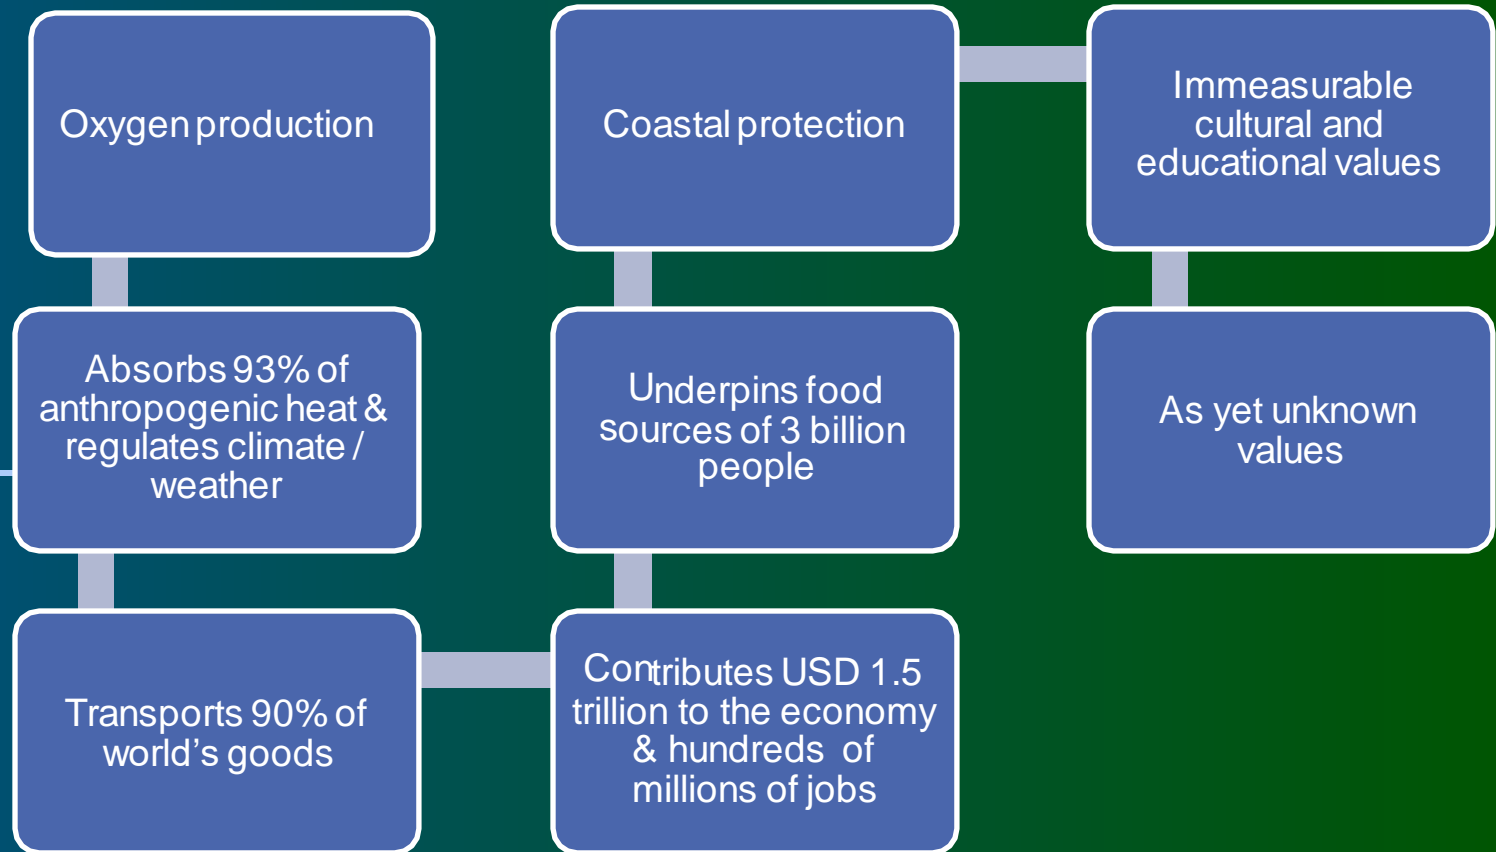 Oxygen production
Absorbs 93% of
anthropogenic heat &
regulates climate /
weather
Transports 90% of
world’s goods
Contributes USD 1.5
trillion to the economy
& hundreds of
millions of jobs
Underpins food
sources of 3 billion
people
Coastal protection
Immeasurable
cultural and
educational values
As yet unknown
values